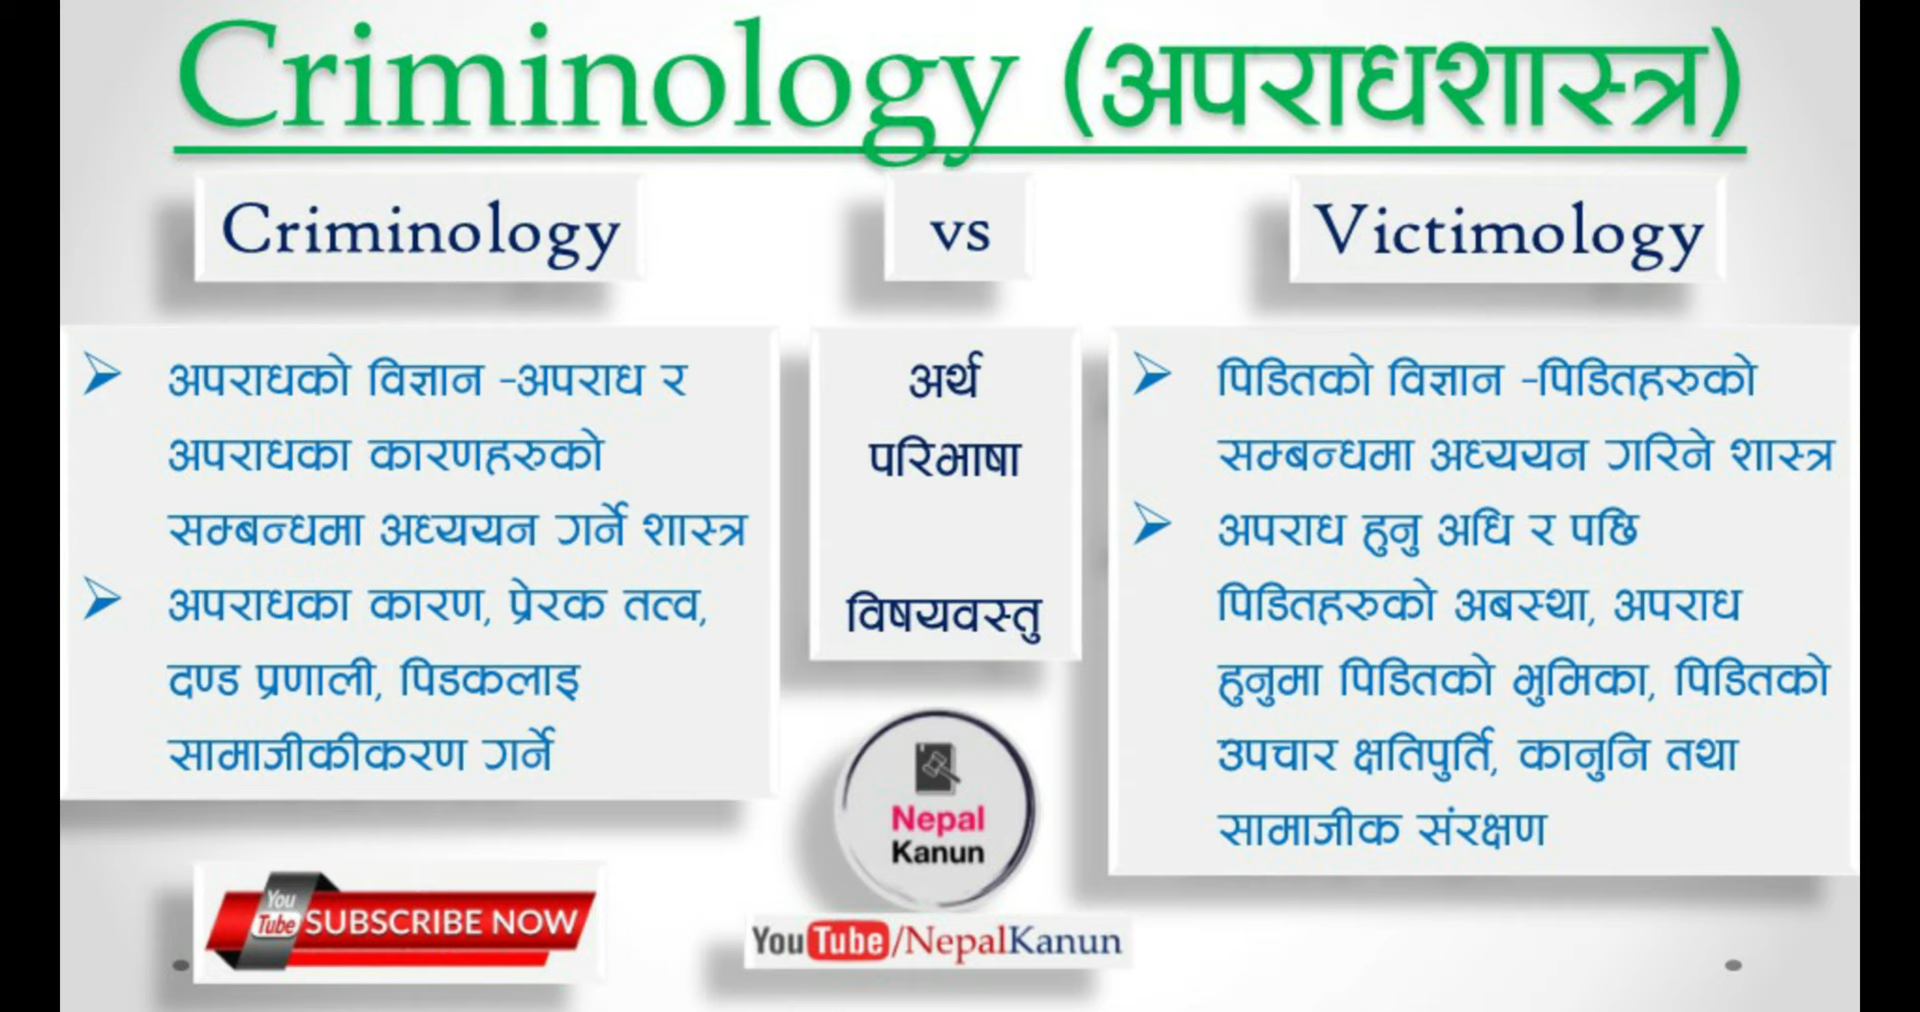 Criminology (अपराधशास्त्र)
Criminology
vs
Victimology
अपराधको विज्ञान -अपराध र
अपराधका कारणहरुको
सम्बन्धमा अध्ययन गर्ने शास्त्र
अपराधका कारण, प्रेरक तत्व,
दण्ड प्रणाली, पिडकलाइ
सामाजीकीकरण गर्ने
अर्थ
परिभाषा
विषयवस्तु
पिडितको विज्ञान -पिडितहरुको
सम्बन्धमा अध्ययन गरिने शास्त्र
अपराध हुनु अघि र पछि
पिडितहरुको अबस्था, अपराध
हुनुमा पिडितको भुमिका, पिडितको
उपचार क्षतिपुर्ति, कानुनि तथा
सामाजीक संरक्षण
Nepal
Kanun
You
Tube SUBSCRIBE NOW
YouTube/NepalKanun